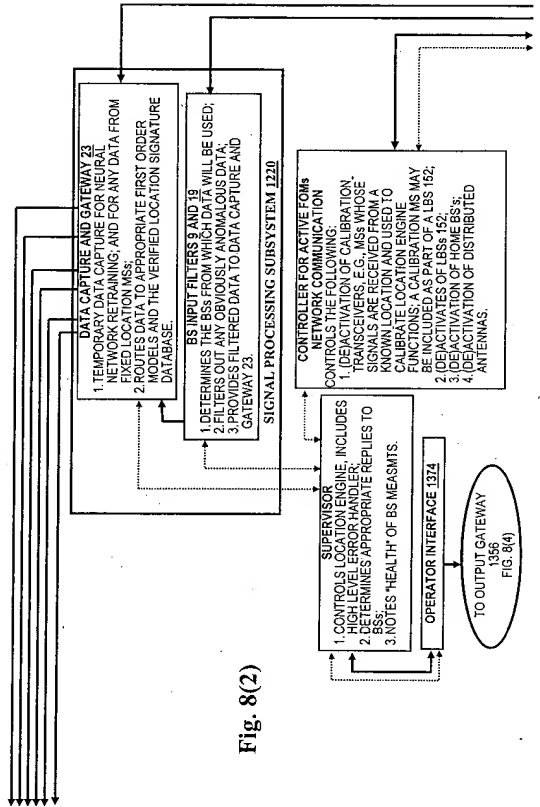 DATA CAPTURE AND GATEWAY 23
1. TEMPORARY DATA CAPTURE FOR NEURAL
NETWORK RETRAINING; AND FOR ANY DATA FROM
FIXED LOCATION MSs;
2. ROUTES DATA TO APPROPRIATE FIRST ORDER
MODELS AND THE VERIFIED LOCATION SIGNATURE
DATABASE.
BS INPUT FILTERS 9 AND 19
1. DETERMINES THE BSs FROM WHICH DATA WILL BE USED;
2. FILTERS OUT ANY OBVIOUSLY ANOMALOUS DATA;
3. PROVIDES FILTERED DATA TO DATA CAPTURE AND
GATEWAY 23.
SIGNAL PROCESSING SUBSYSTEM 1220
CONTROLLER FOR ACTIVE FOMs
NETWORK COMMUNICATION
CONTROLS THE FOLLOWING:
1. (DE)ACTIVATION OF CALIBRATION
TRANSCEIVERS, E.G., MSs WHOSE
SIGNALS ARE RECEIVED FROM A
KNOWN LOCATION AND USED TO
CALIBRATE LOCATION ENGINE
FUNCTIONS; A CALIBRATION MS MAY
BE INCLUDED AS PART OF A LBS 152;
2. (DE)ACTIVATES OF LBSs 152;
3. (DE)ACTIVATION OF HOME BS's;
4. (DE)ACTIVATION OF DISTRIBUTED
ANTENNAS.
SUPERVISOR
1. CONTROLS LOCATION ENGINE, INCLUDES
HIGH LEVEL ERROR HANDLER;
2. DETERMINES APPROPRIATE REPLIES TO
BSs;
3. NOTES "HEALTH" OF BS MEASMTS.
OPERATOR INTERFACE 1374
TO OUTPUT GATEWAY
1356
FIG. 8(4)
Fig. 8(2)